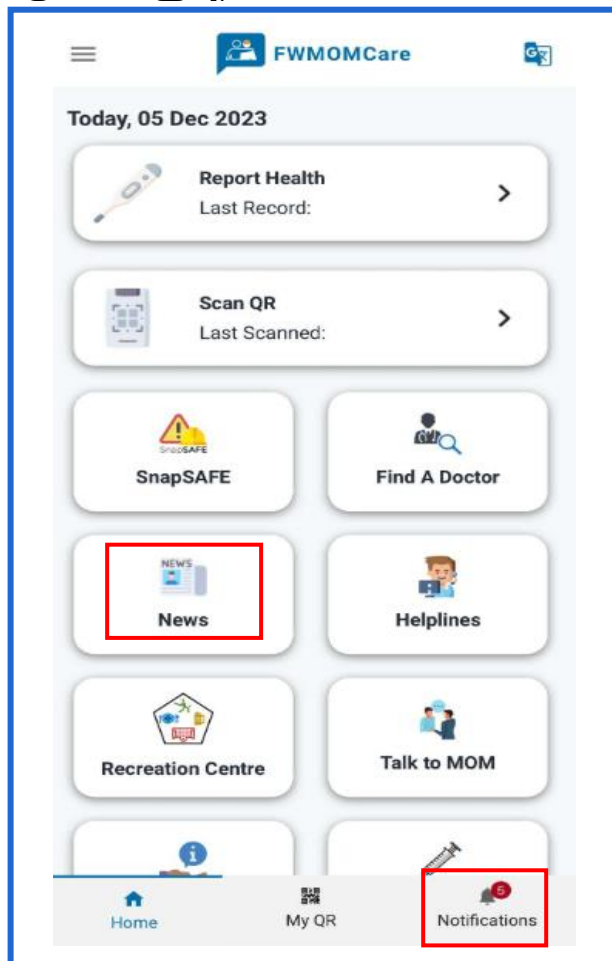 FWMOMCare
Today, 05 Dec 2023
Report Health
Last Record:
Scan QR
Last Scanned:
SnapSAFE
SnapSAFE
Find A Doctor
NEWS
News
Helplines
Recreation Centre
Talk to MOM
5
Home
My QR
Notifications